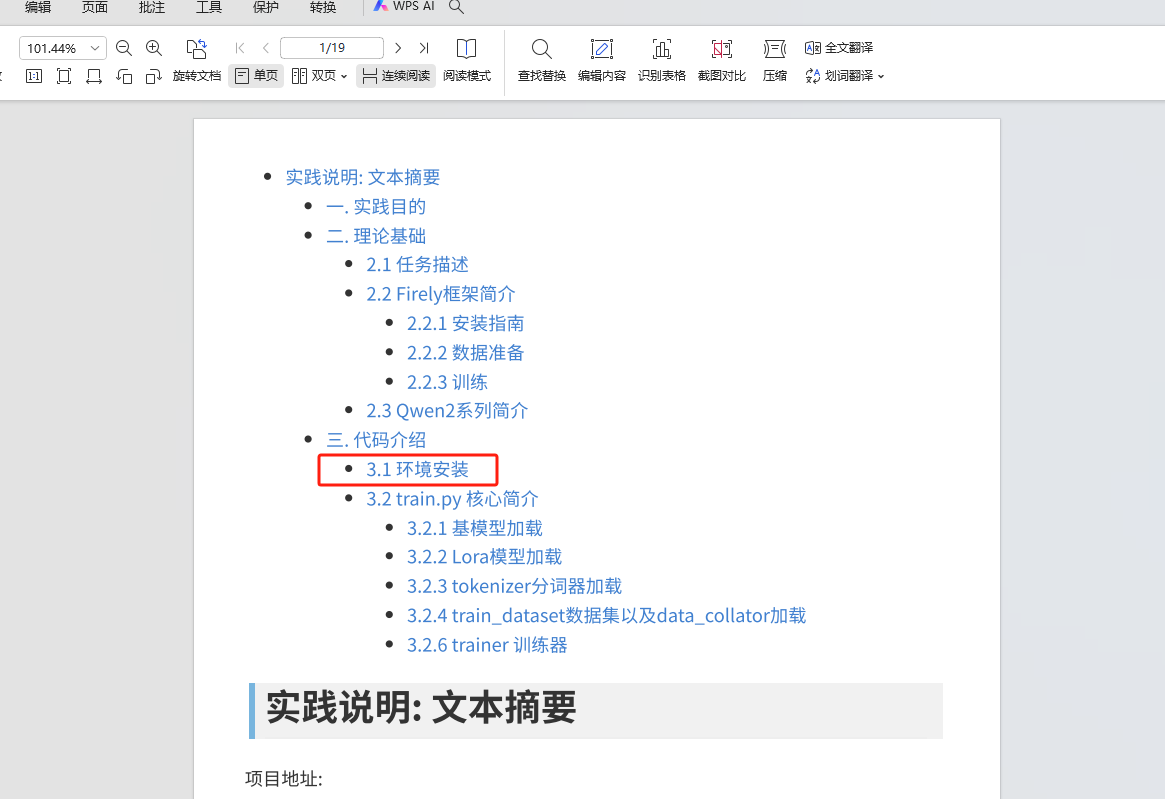 编辑 页面 批注 工具 保护 转换 WPS AI
101.44% 1/19 查找替换 编辑内容 识别表格 截图对比 压缩 全文翻译
1:1 旋转文档 单页 双页 连续阅读 阅读模式 划词翻译
实践说明: 文本摘要
一. 实践目的
二. 理论基础
2.1 任务描述
2.2 Firely框架简介
2.2.1 安装指南
2.2.2 数据准备
2.2.3 训练
2.3 Qwen2系列简介
三. 代码介绍
3.1 环境安装
3.2 train.py 核心简介
3.2.1 基模型加载
3.2.2 Lora模型加载
3.2.3 tokenizer分词器加载
3.2.4 train_dataset数据集以及data_collator加载
3.2.6 trainer 训练器
实践说明: 文本摘要
项目地址: